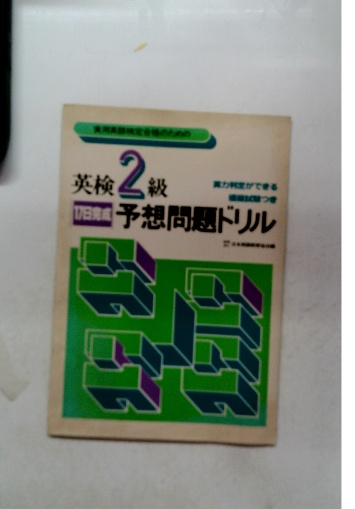 実用英語検定合格のための
英検2級
実力判定ができる
模擬試験つき
17日完成
予想問題ドリル